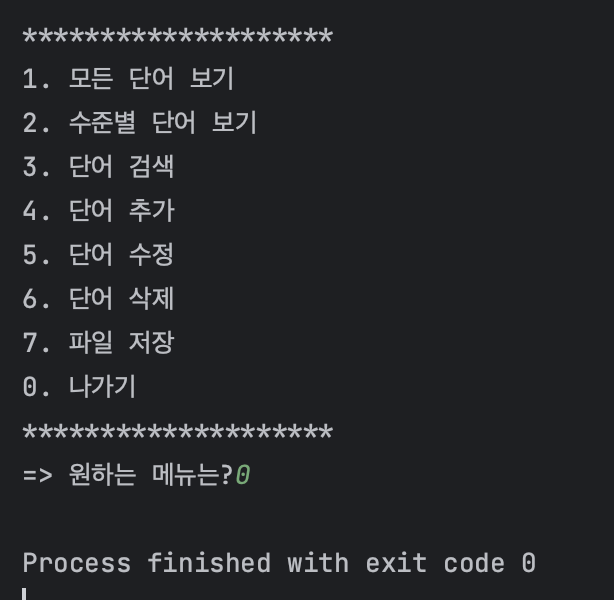 ********************
1. 모든 단어 보기
2. 수준별 단어 보기
3. 단어 검색
4. 단어 추가
5. 단어 수정
6. 단어 삭제
7. 파일 저장
0. 나가기
********************
=> 원하는 메뉴는?0
Process finished with exit code 0